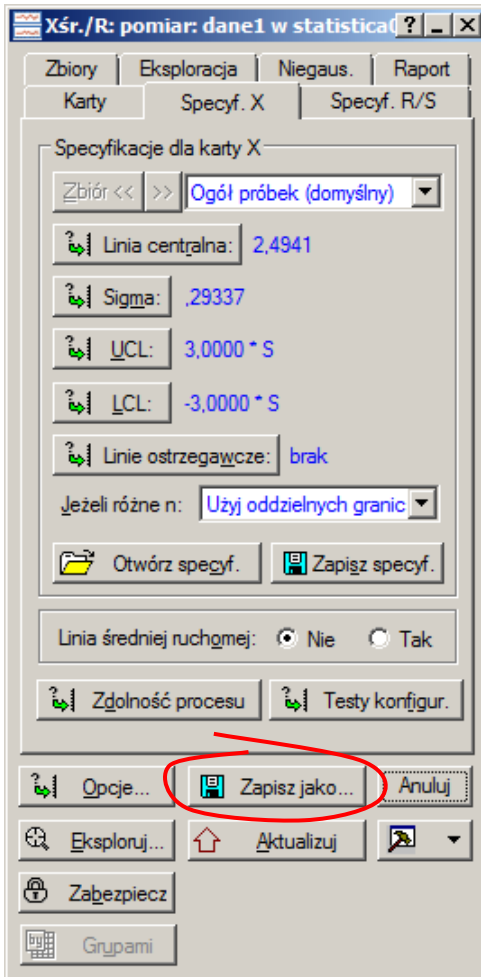 Xśr./R: pomiar: dane1 w statistica
Zbiory Eksploracja Niegaus. Raport
Karty Specyf. X Specyf. R/S
Specyfikacje dla karty X
Zbiór << >> Ogół próbek (domyślny)
Linia centralna: 2,4941
Sigma: ,29337
UCL: 3,0000 * S
LCL: -3,0000 * S
Linie ostrzegawcze: brak
Jeżeli różne n: Użyj oddzielnych granic
Otwórz specyf. Zapisz specyf.
Linia średniej ruchomej: Nie Tak
Zdolność procesu Testy konfigur.
Opcje... Zapisz jako... Anuluj
Eksploruj... Aktualizuj
Zabezpiecz
Grupami